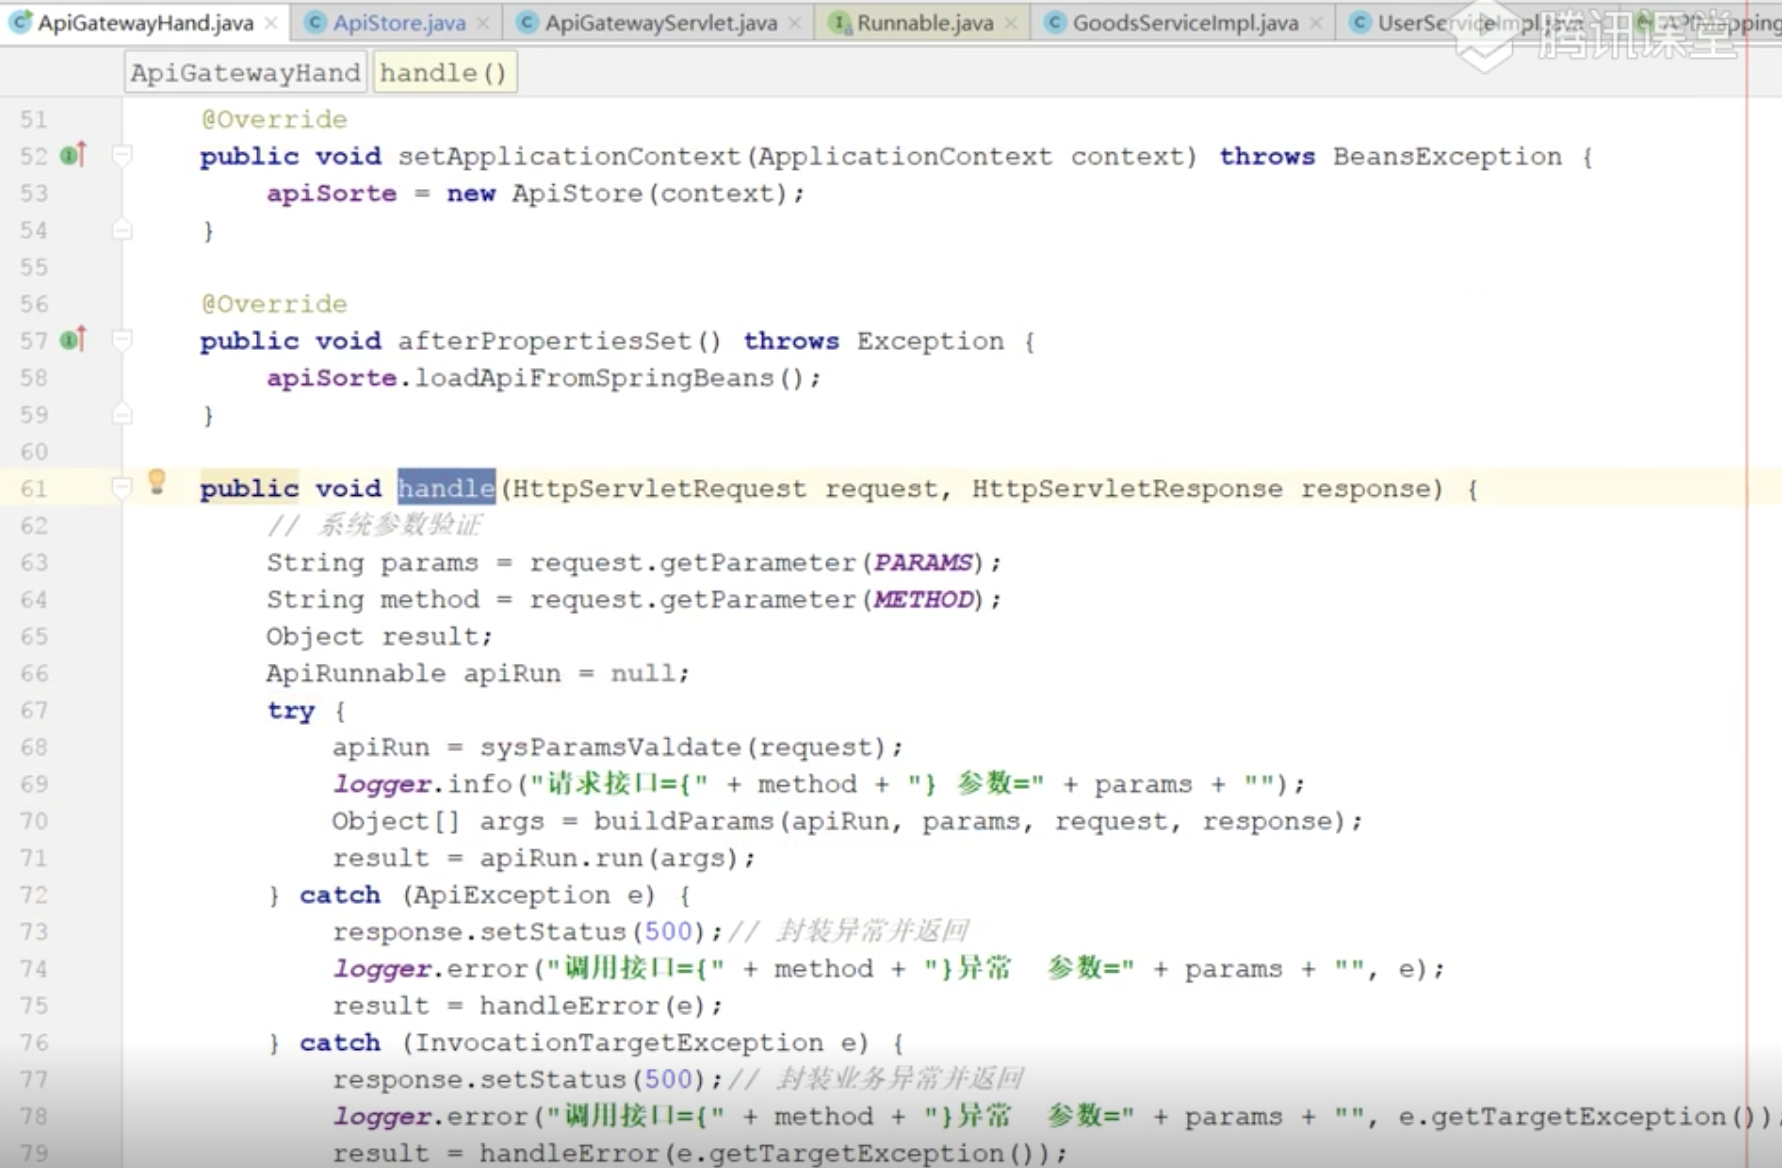 ApiGatewayHand.java ApiStore.java ApiGatewayServlet.java Runnable.java GoodsServiceImpl.java UserServiceImpl.java APIMapping
腾讯课堂
ApiGatewayHand handle()
51 @Override
52 public void setApplicationContext(ApplicationContext context) throws BeansException {
53 apiSorte = new ApiStore(context);
54 }
55
56 @Override
57 public void afterPropertiesSet() throws Exception {
58 apiSorte.loadApiFromSpringBeans();
59 }
60
61 public void handle(HttpServletRequest request, HttpServletResponse response) {
62 // 系统参数验证
63 String params = request.getParameter(PARAMS);
64 String method = request.getParameter(METHOD);
65 Object result;
66 ApiRunnable apiRun = null;
67 try {
68 apiRun = sysParamsValdate(request);
69 logger.info("请求接口={" + method + "} 参数=" + params + "");
70 Object[] args = buildParams(apiRun, params, request, response);
71 result = apiRun.run(args);
72 } catch (ApiException e) {
73 response.setStatus(500);// 封装异常并返回
74 logger.error("调用接口={" + method + "}异常  参数=" + params + "", e);
75 result = handleError(e);
76 } catch (InvocationTargetException e) {
77 response.setStatus(500);// 封装业务异常并返回
78 logger.error("调用接口={" + method + "}异常  参数=" + params + "", e.getTargetException());
79 result = handleError(e.getTargetException());